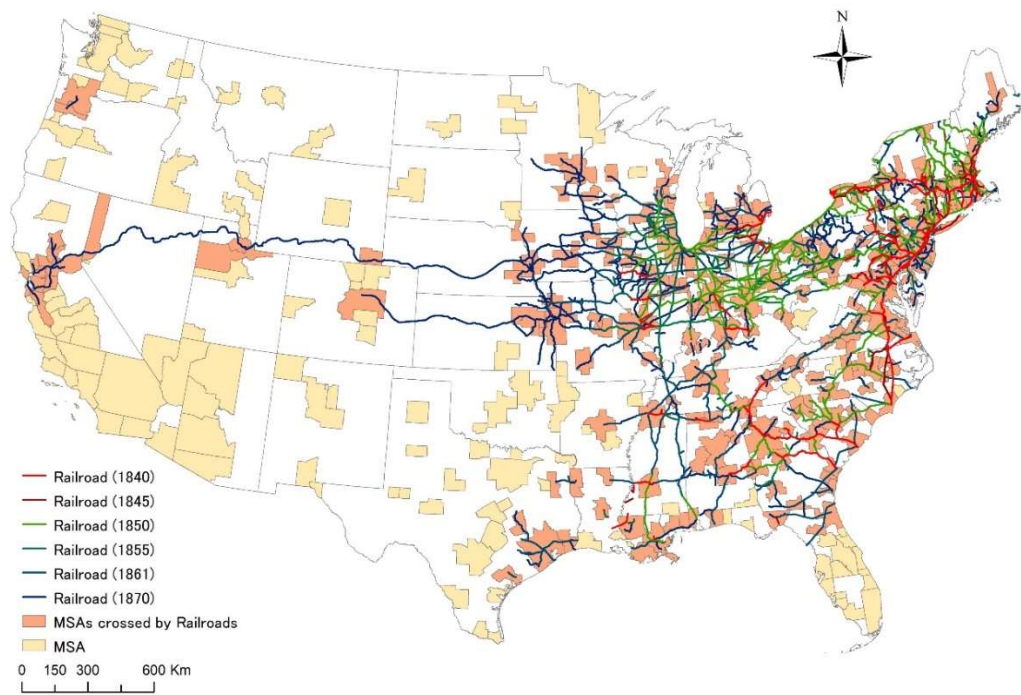 N
Railroad (1840)
Railroad (1845)
Railroad (1850)
Railroad (1855)
Railroad (1861)
Railroad (1870)
MSAs crossed by Railroads
MSA
0 150 300 600 Km